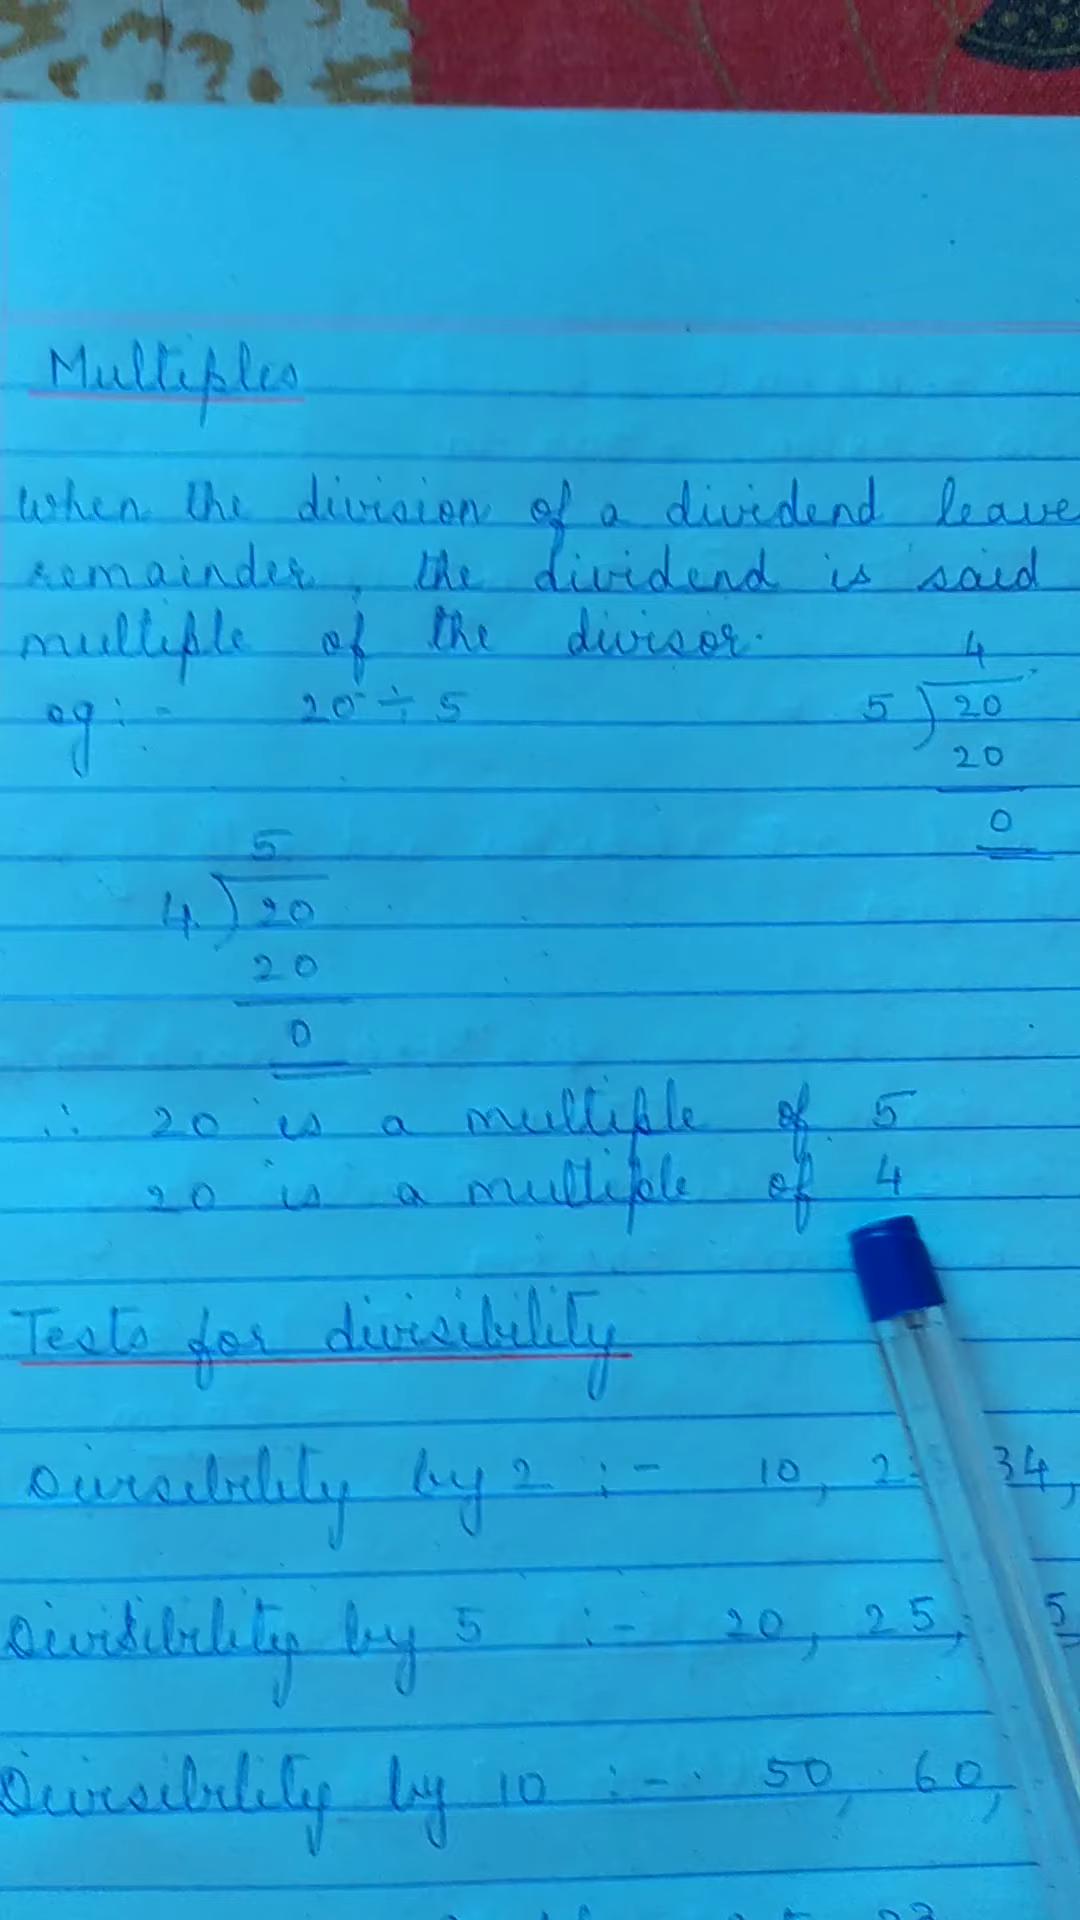 Multiples
When the division of a dividend leave
remainder, the dividend is said
multiple of the divisor.
eg :- 20 ÷ 5
4
5 ) 20
20
0
5
4 ) 20
20
0
∴ 20 is a multiple of 5
20 is a multiple of 4
Tests for divisibility
Divisibility by 2 :- 10, 34,
Divisibility by 5 :- 20, 25, 5
Divisibility by 10 :- 50, 60,